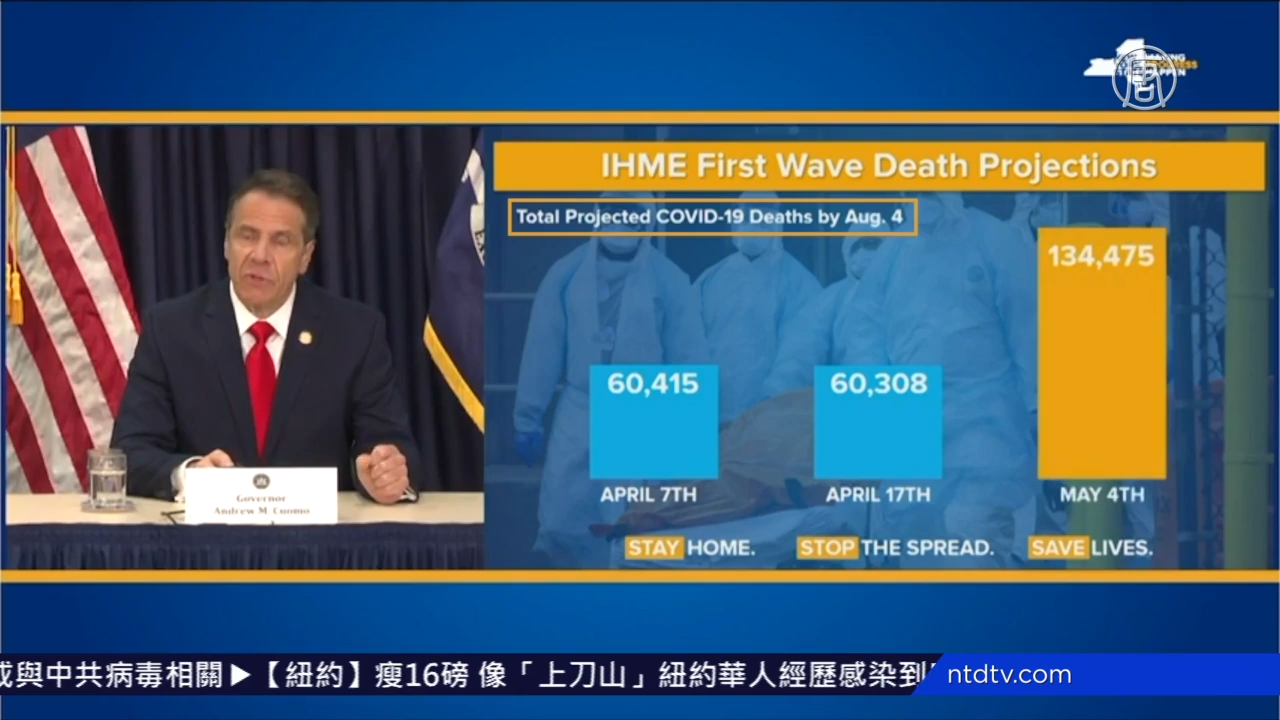 IHME First Wave Death Projections
Total Projected COVID-19 Deaths by Aug. 4
134,475
60,415
60,308
APRIL 7TH
APRIL 17TH
MAY 4TH
STAY HOME.
STOP THE SPREAD.
SAVE LIVES.
Governor
Andrew M. Cuomo
與中共病毒相關▶【紐約】瘦16磅 像「上刀山」紐約華人經歷感染到
ntdtv.com